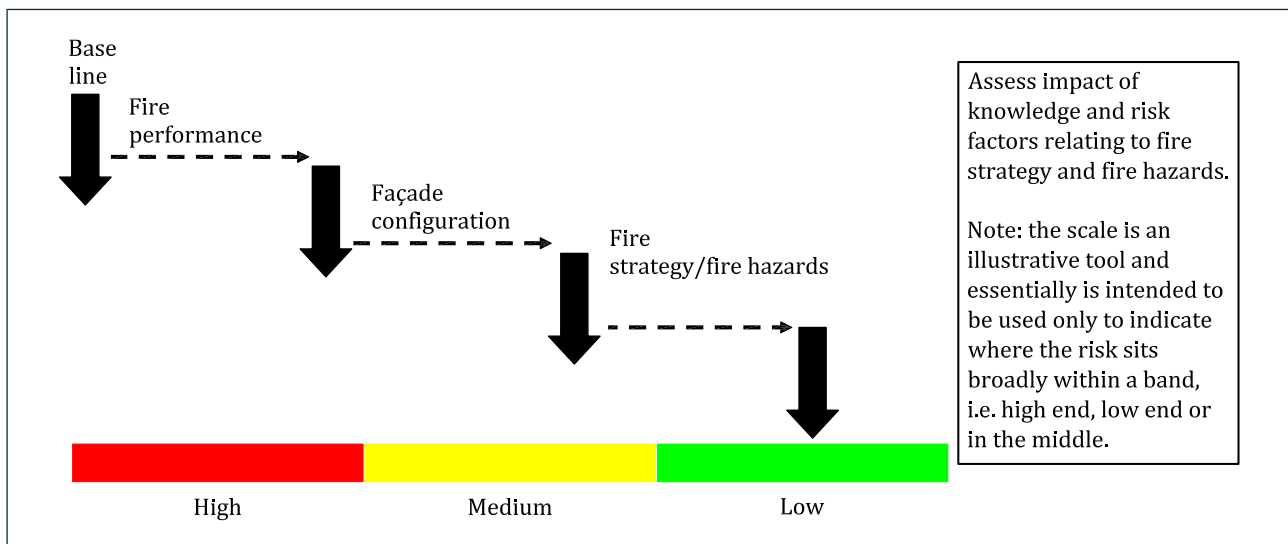 Base
line
Fire
performance
Façade
configuration
Fire
strategy/fire hazards
High
Medium
Low
Assess impact of
knowledge and risk
factors relating to fire
strategy and fire hazards.
Note: the scale is an
illustrative tool and
essentially is intended to
be used only to indicate
where the risk sits
broadly within a band,
i.e. high end, low end or
in the middle.